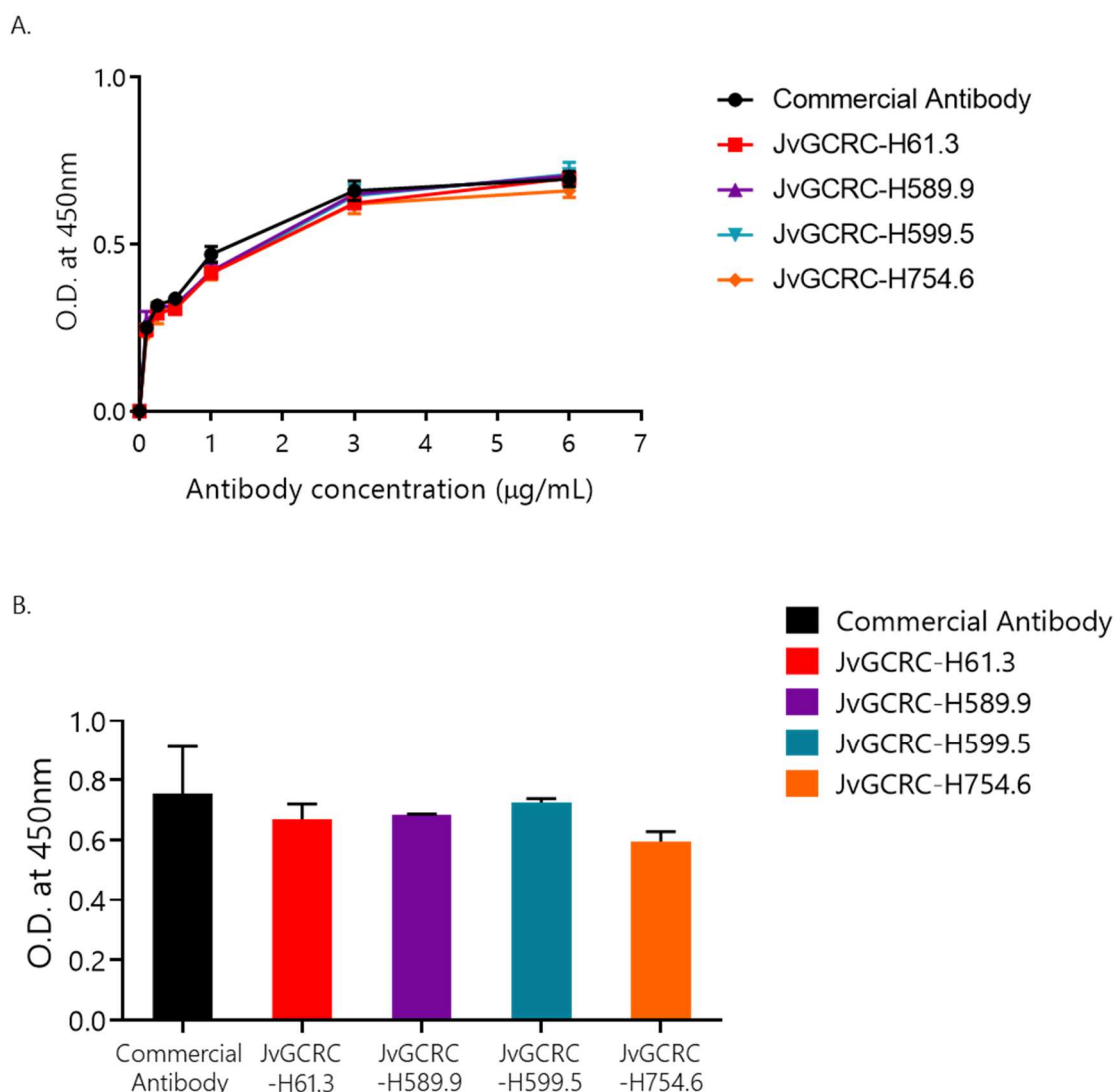 A.
1.0
0.5
0.0
O.D. at 450nm
0 1 2 3 4 5 6 7
Antibody concentration (μg/mL)
Commercial Antibody
JvGCRC-H61.3
JvGCRC-H589.9
JvGCRC-H599.5
JvGCRC-H754.6
B.
Commercial Antibody
JvGCRC-H61.3
JvGCRC-H589.9
JvGCRC-H599.5
JvGCRC-H754.6
1.0
0.8
0.6
0.4
0.2
0.0
O.D. at 450nm
Commercial JvGCRC JvGCRC JvGCRC JvGCRC
Antibody -H61.3 -H589.9 -H599.5 -H754.6